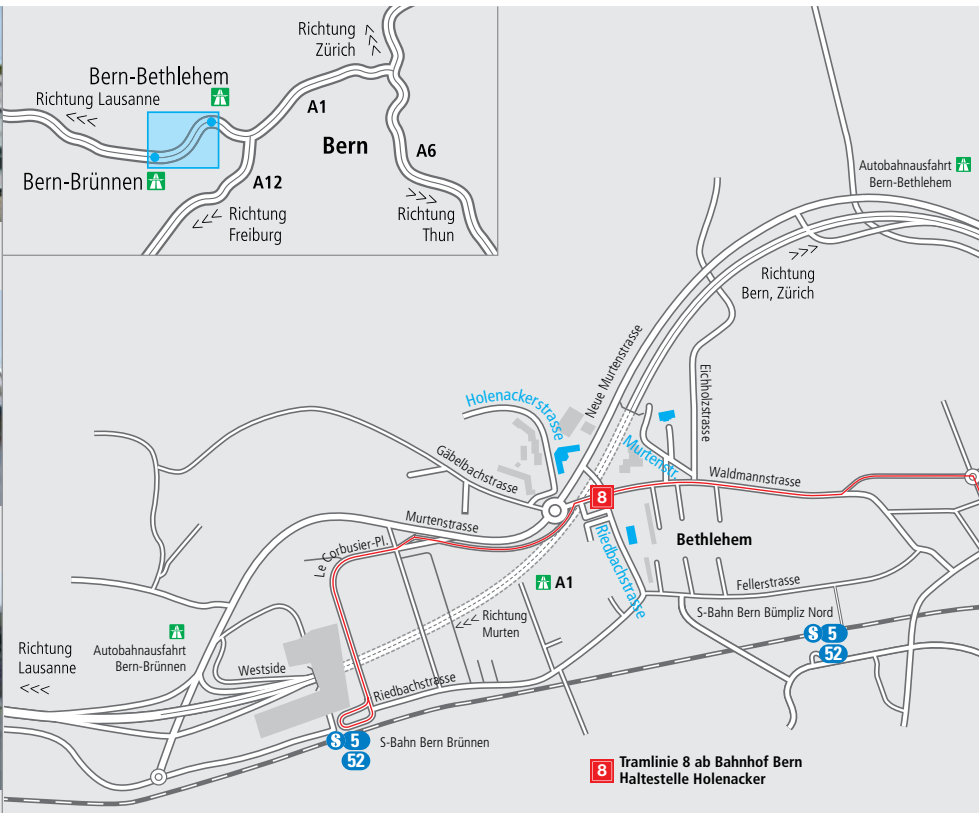 Richtung
Zürich
Bern-Bethlehem
Richtung Lausanne
A1
Bern
A6
Bern-Brünnen
A12
Richtung
Freiburg
Richtung
Thun
Autobahnausfahrt
Bern-Bethlehem
Richtung
Bern, Zürich
Neue Murtenstrasse
Eichholzstrasse
Holenackerstrasse
Murtenstr.
Gäbelbachstrasse
Waldmannstrasse
8
Murtenstrasse
Bethlehem
Le Corbusier-Pl.
Riedbachstrasse
A1
Fellerstrasse
S-Bahn Bern Bümpliz Nord
S 5
52
Richtung
Murten
Richtung
Lausanne
Autobahnausfahrt
Bern-Brünnen
Westside
Riedbachstrasse
S 5
52
S-Bahn Bern Brünnen
8
Tramlinie 8 ab Bahnhof Bern
Haltestelle Holenacker